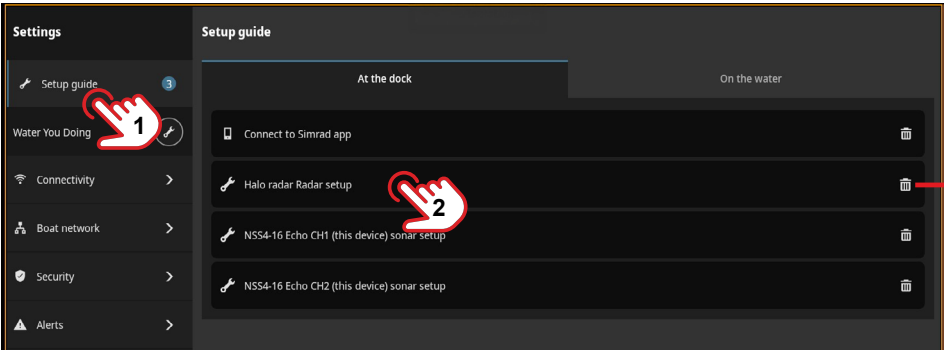 Settings
Setup guide
Setup guide 3
At the dock
On the water
1
Water You Doing
Connect to Simrad app
Connectivity
Halo radar Radar setup
2
Boat network
NSS4-16 Echo CH1 (this device) sonar setup
Security
NSS4-16 Echo CH2 (this device) sonar setup
Alerts